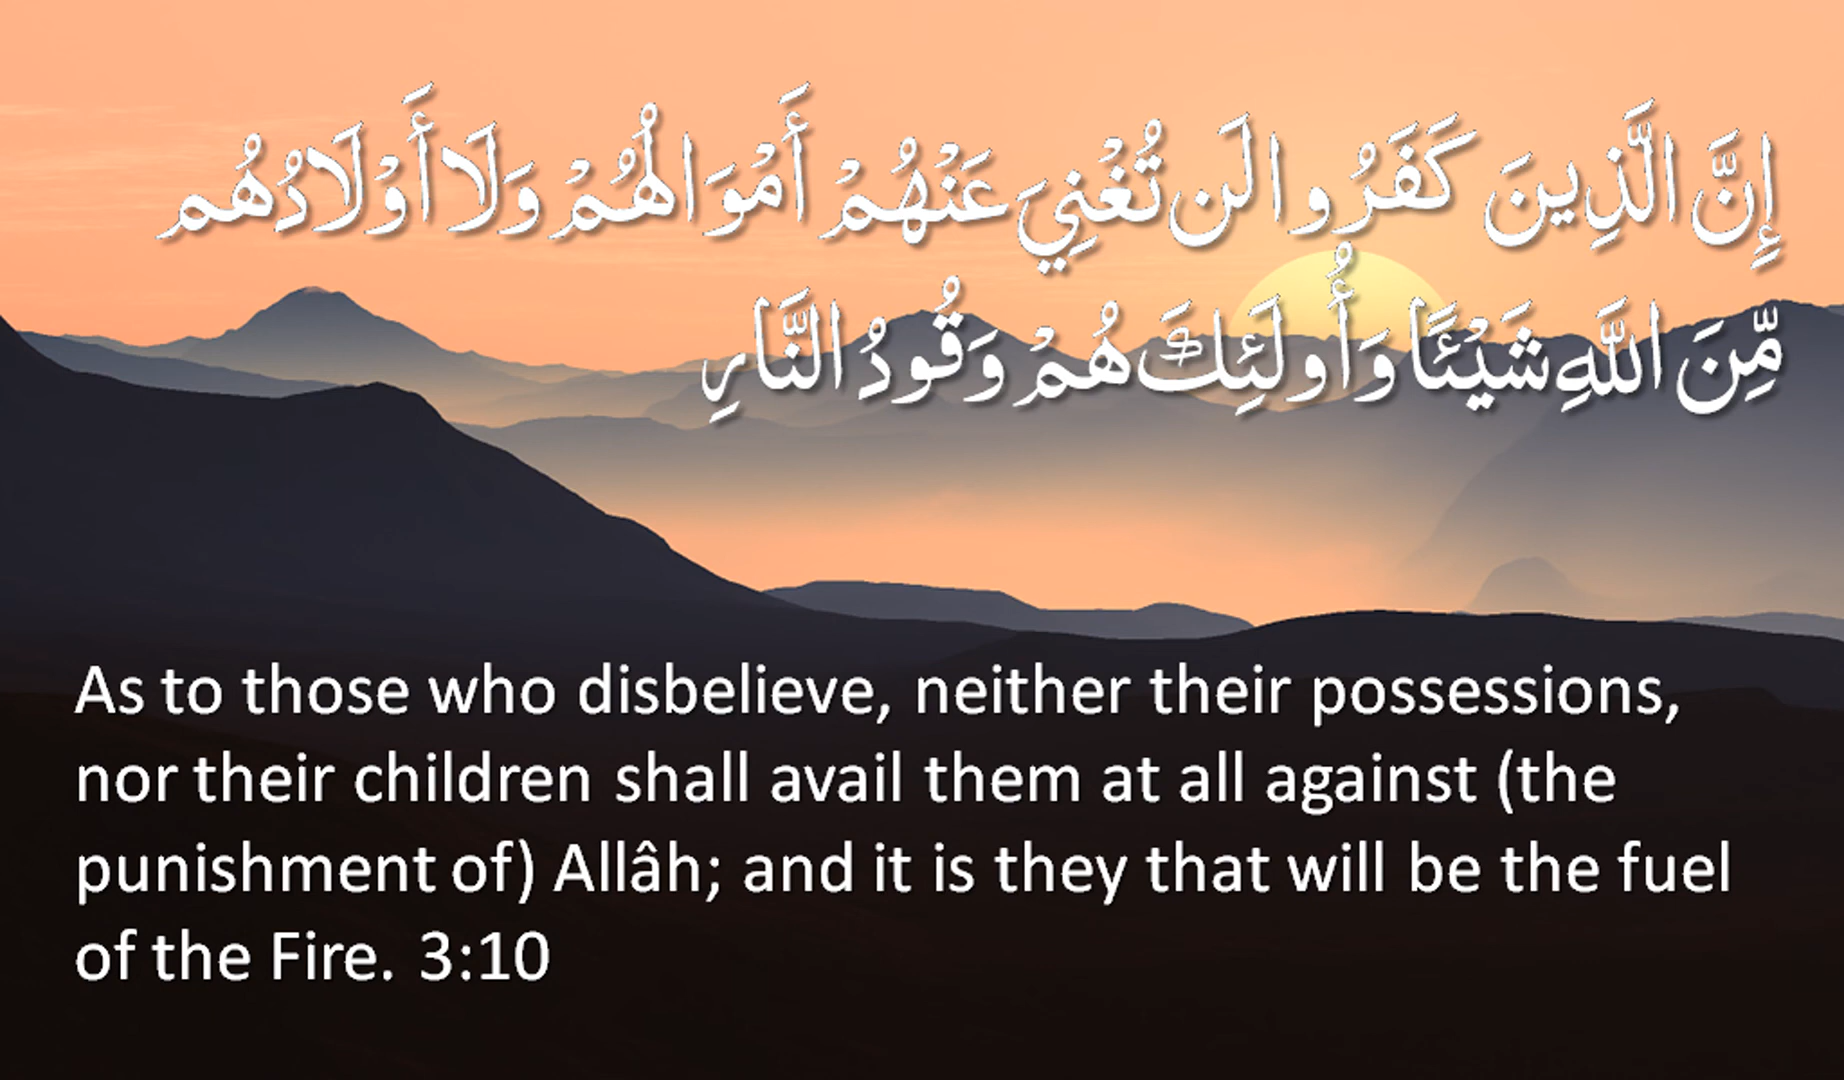 إِنَّ الَّذِينَ كَفَرُوا لَن تُغْنِيَ عَنْهُمْ أَمْوَالُهُمْ وَلَا أَوْلَادُهُم
مِّنَ اللَّهِ شَيْئًا وَأُولَئِكَ هُمْ وَقُودُ النَّارِ
As to those who disbelieve, neither their possessions,
nor their children shall avail them at all against (the
punishment of) Allâh; and it is they that will be the fuel
of the Fire. 3:10